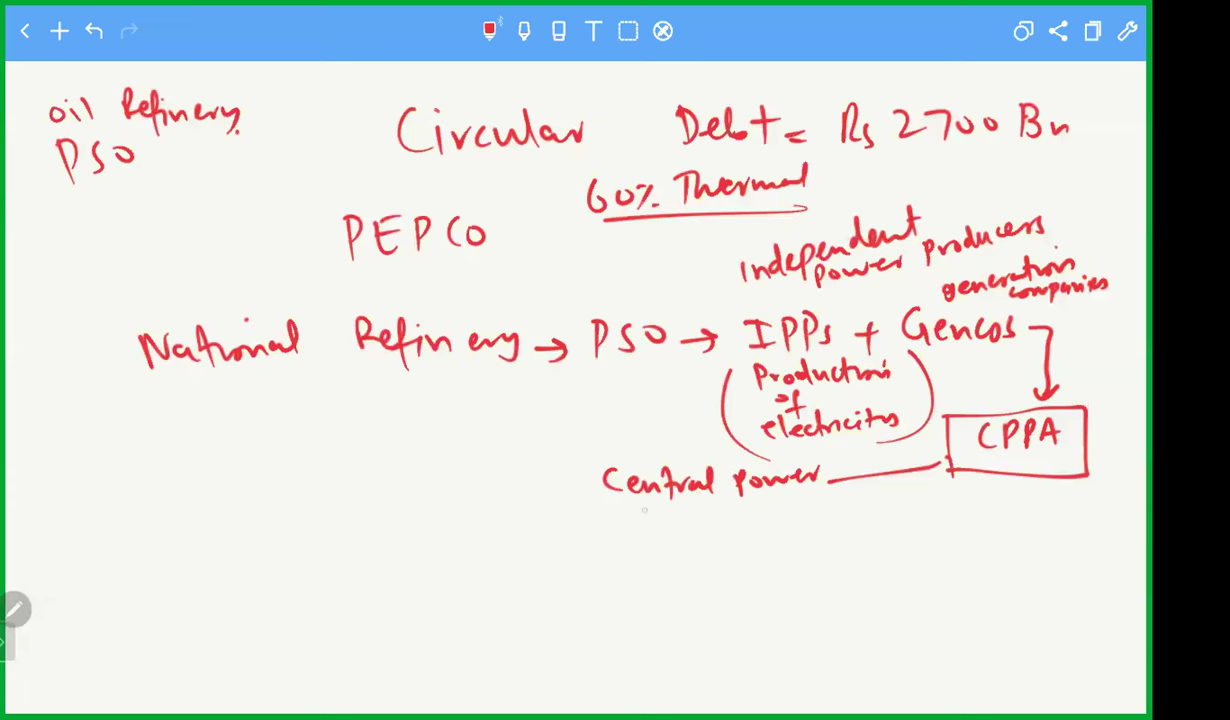 oil Refinery
PSO
Circular Debt = Rs 2700 Bn
60% Thermal
PEPCO
Independent
power producers
generation
companies
National Refinery → PSO → IPPs + Gencos
Production
of
electricity
CPPA
Central power